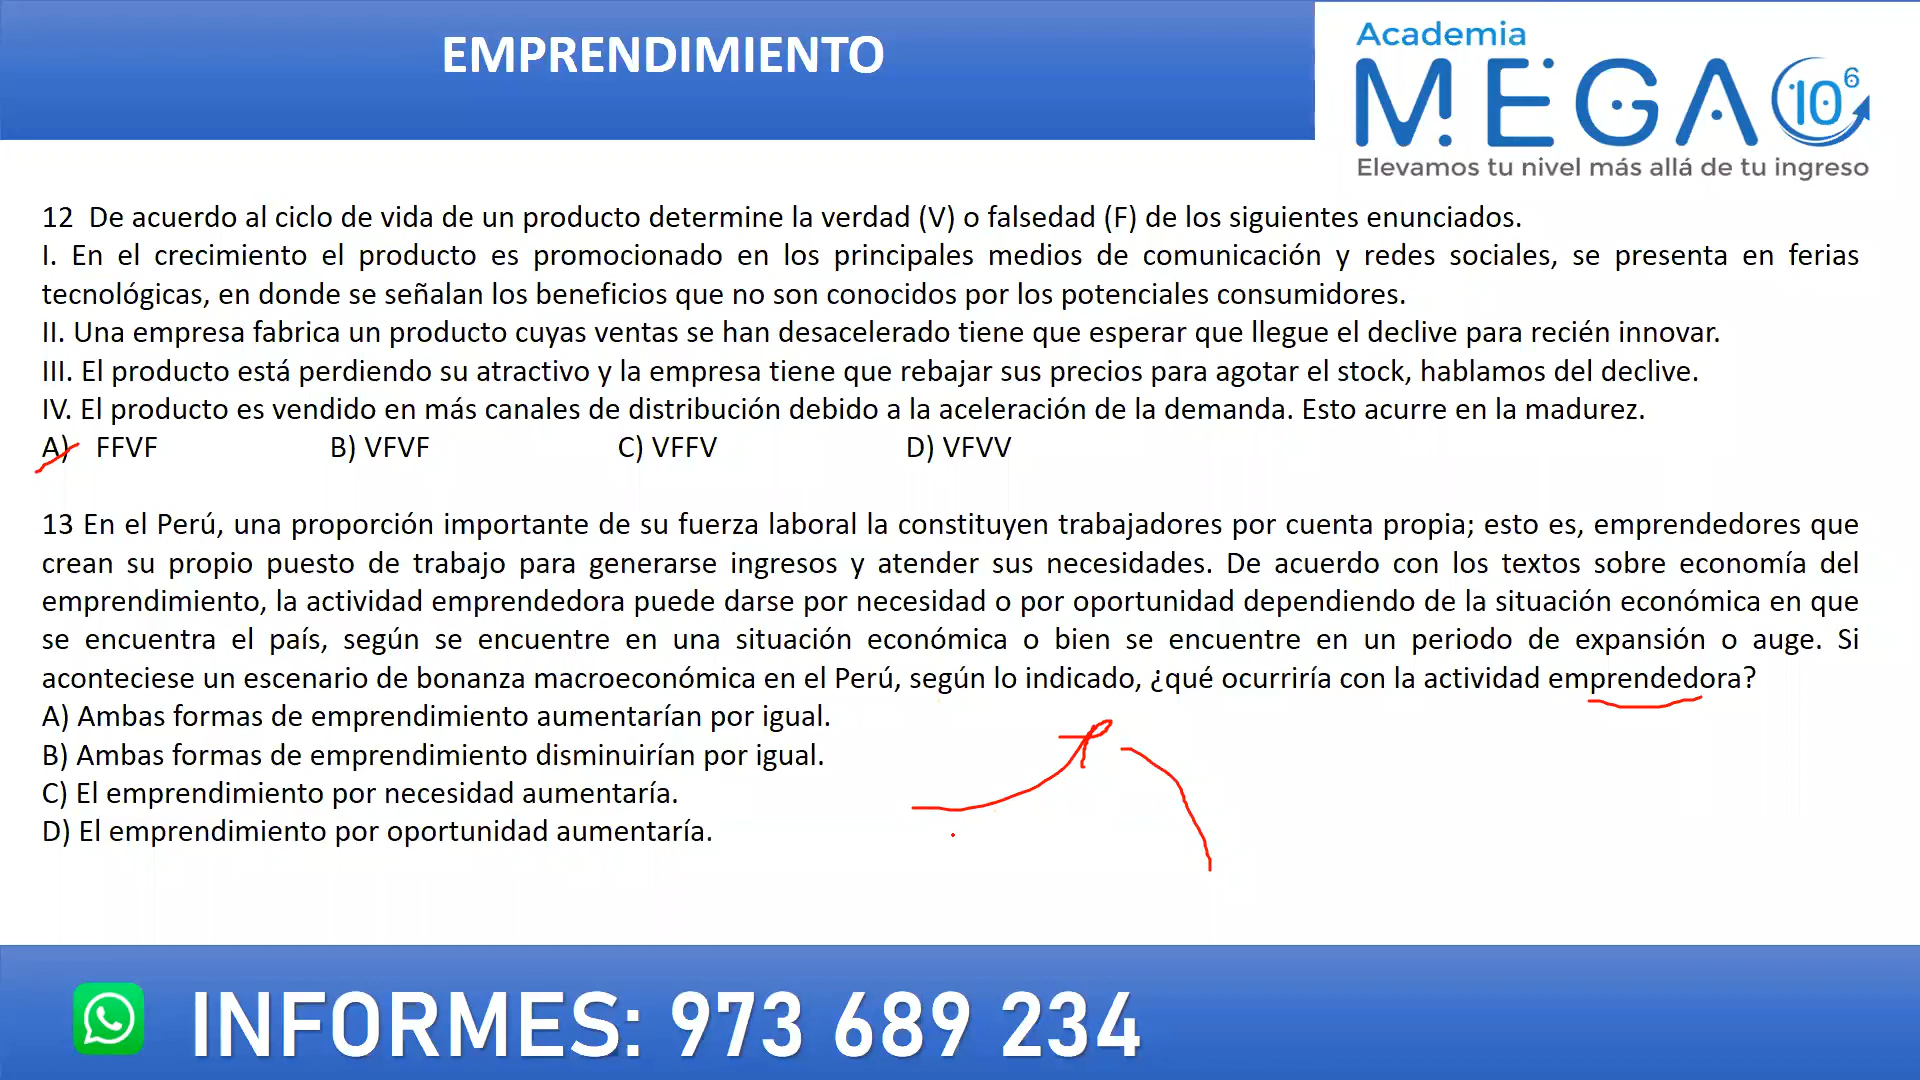 EMPRENDIMIENTO
Academia
MEGA 10⁶
Elevamos tu nivel más allá de tu ingreso
12 De acuerdo al ciclo de vida de un producto determine la verdad (V) o falsedad (F) de los siguientes enunciados.
I. En el crecimiento el producto es promocionado en los principales medios de comunicación y redes sociales, se presenta en ferias
tecnológicas, en donde se señalan los beneficios que no son conocidos por los potenciales consumidores.
II. Una empresa fabrica un producto cuyas ventas se han desacelerado tiene que esperar que llegue el declive para recién innovar.
III. El producto está perdiendo su atractivo y la empresa tiene que rebajar sus precios para agotar el stock, hablamos del declive.
IV. El producto es vendido en más canales de distribución debido a la aceleración de la demanda. Esto acurre en la madurez.
A) FFVF B) VFVF C) VFFV D) VFVV
13 En el Perú, una proporción importante de su fuerza laboral la constituyen trabajadores por cuenta propia; esto es, emprendedores que
crean su propio puesto de trabajo para generarse ingresos y atender sus necesidades. De acuerdo con los textos sobre economía del
emprendimiento, la actividad emprendedora puede darse por necesidad o por oportunidad dependiendo de la situación económica en que
se encuentra el país, según se encuentre en una situación económica o bien se encuentre en un periodo de expansión o auge. Si
aconteciese un escenario de bonanza macroeconómica en el Perú, según lo indicado, ¿qué ocurriría con la actividad emprendedora?
A) Ambas formas de emprendimiento aumentarían por igual.
B) Ambas formas de emprendimiento disminuirían por igual.
C) El emprendimiento por necesidad aumentaría.
D) El emprendimiento por oportunidad aumentaría.
INFORMES: 973 689 234